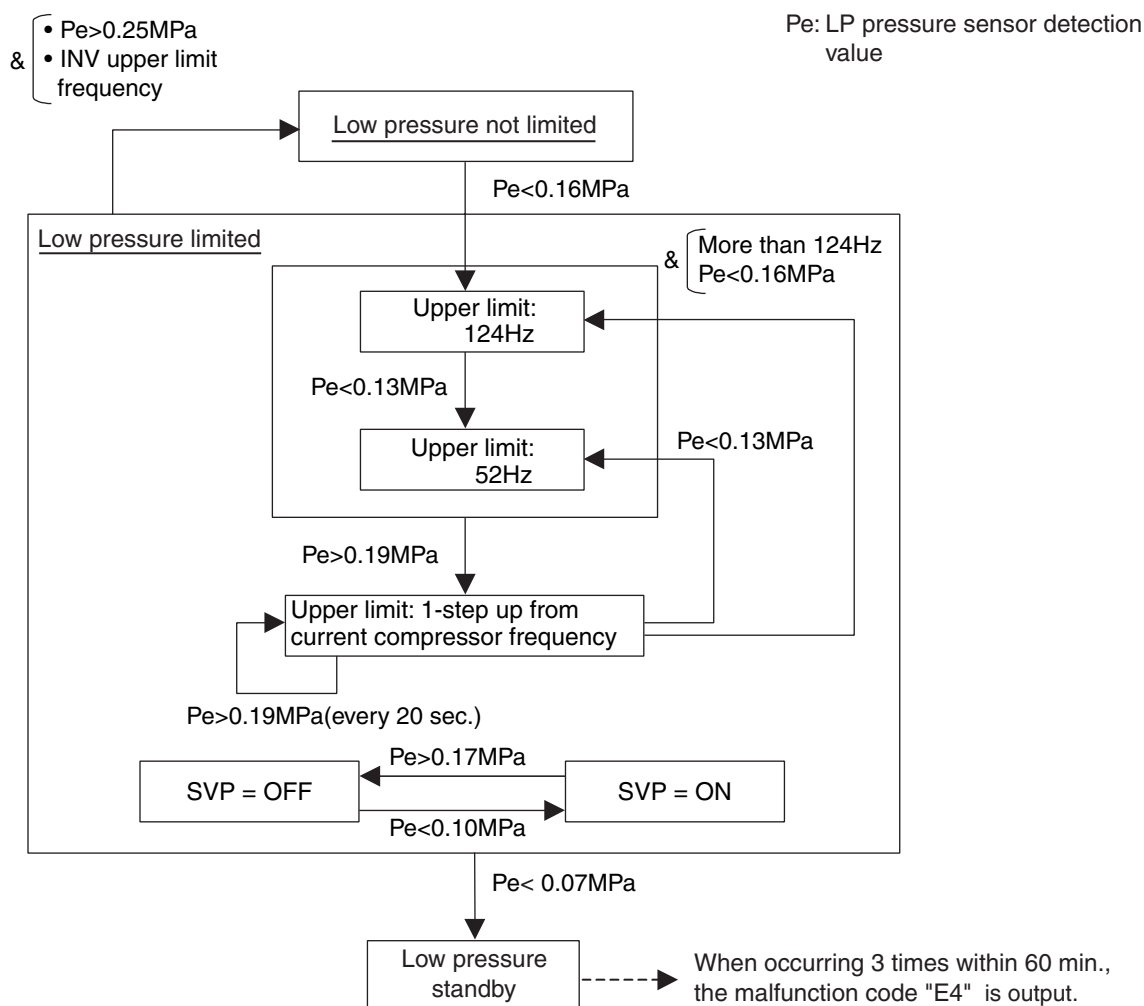 • Pe>0.25MPa
& • INV upper limit
frequency
Pe: LP pressure sensor detection
value
Low pressure not limited
Pe<0.16MPa
Low pressure limited
& More than 124Hz
Pe<0.16MPa
Upper limit:
124Hz
Pe<0.13MPa
Upper limit:
52Hz
Pe<0.13MPa
Pe>0.19MPa
Upper limit: 1-step up from
current compressor frequency
Pe>0.19MPa(every 20 sec.)
Pe>0.17MPa
SVP = OFF
SVP = ON
Pe<0.10MPa
Pe< 0.07MPa
Low pressure
standby
When occurring 3 times within 60 min.,
the malfunction code "E4" is output.